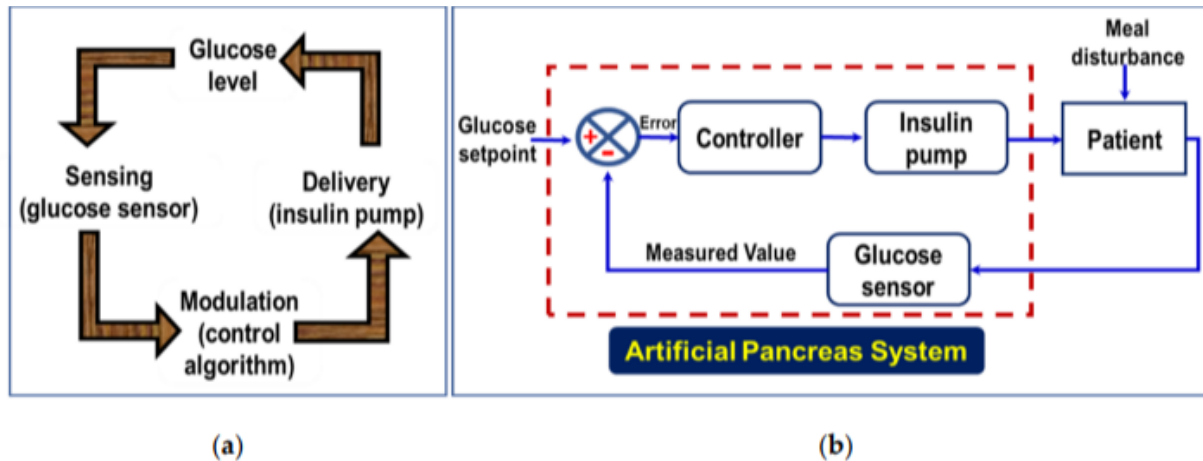 Glucose
level
Sensing
(glucose sensor)
Delivery
(insulin pump)
Modulation
(control
algorithm)
(a)
Meal
disturbance
Glucose
setpoint
+
-
Error
Controller
Insulin
pump
Patient
Measured Value
Glucose
sensor
Artificial Pancreas System
(b)